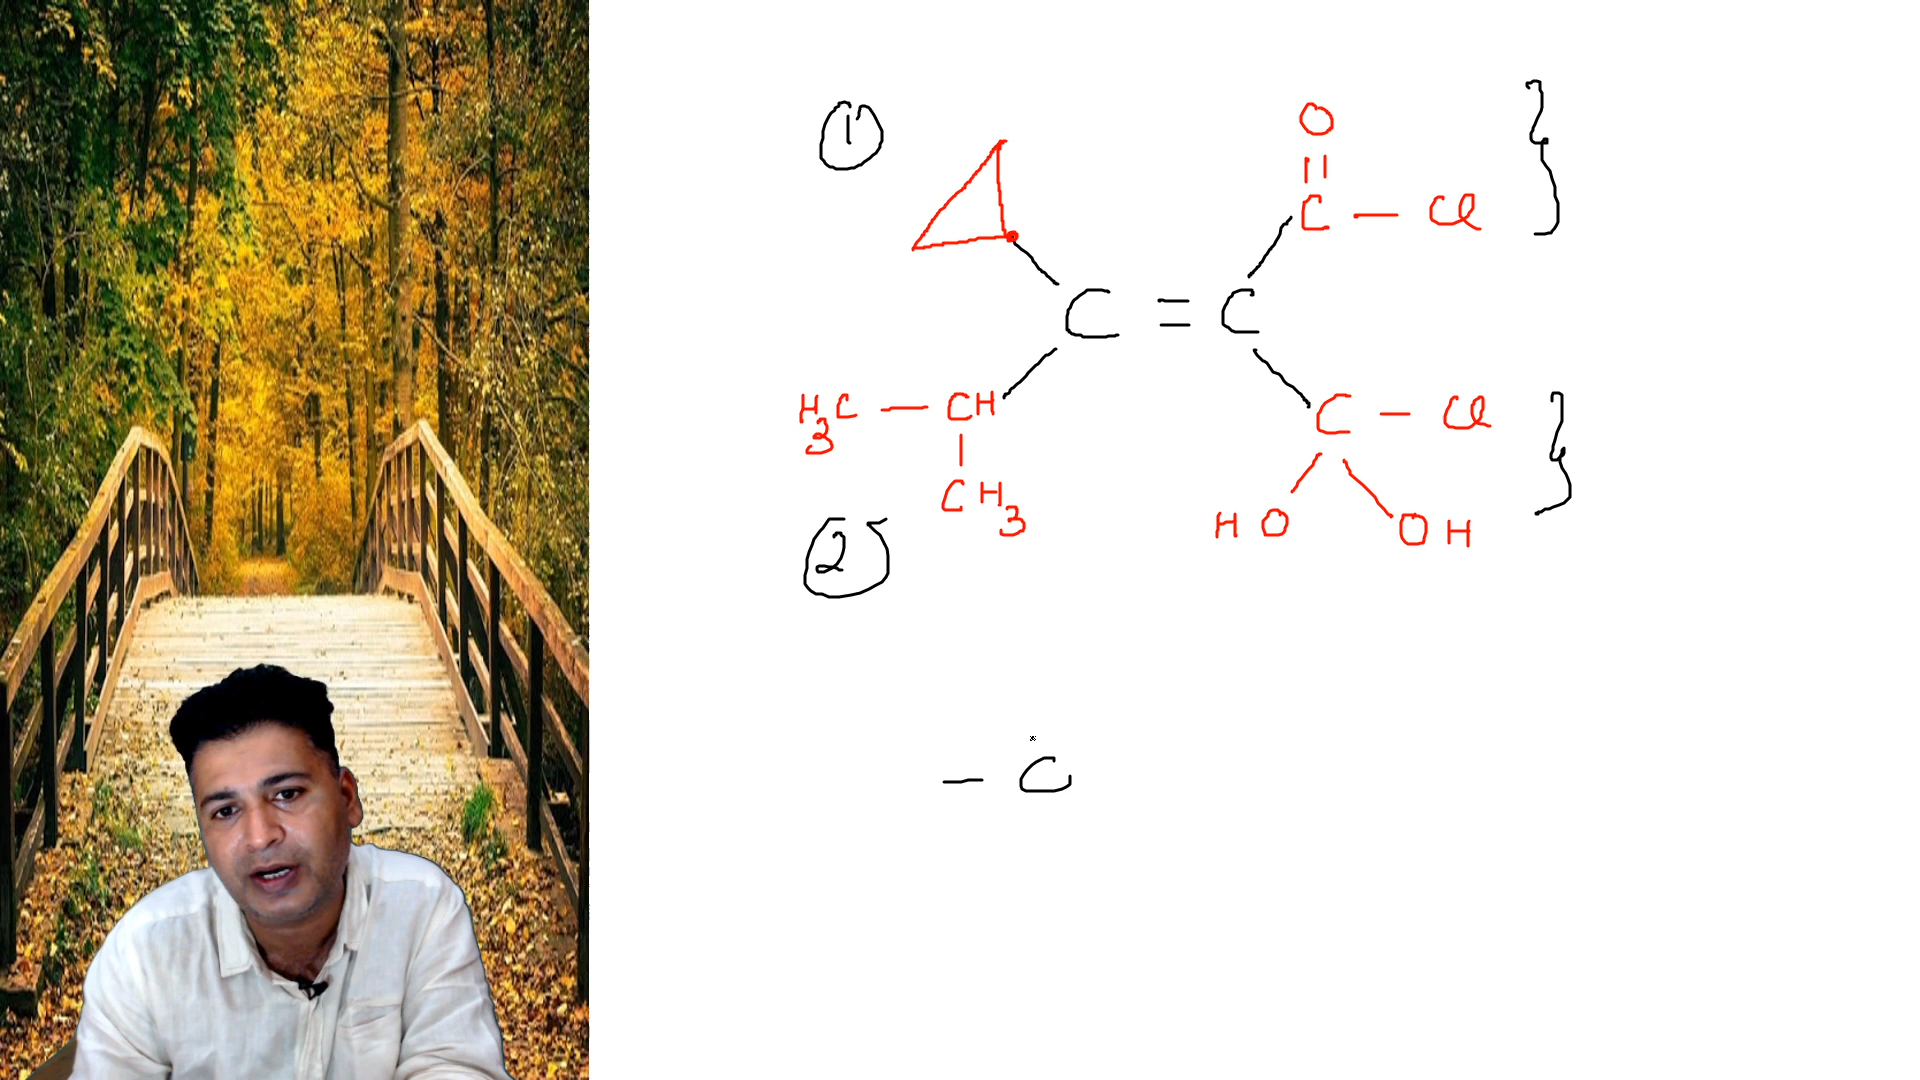 ①
O
||
C - Cl
C = C
H3C - CH
C - Cl
CH3
HO OH
②
- C